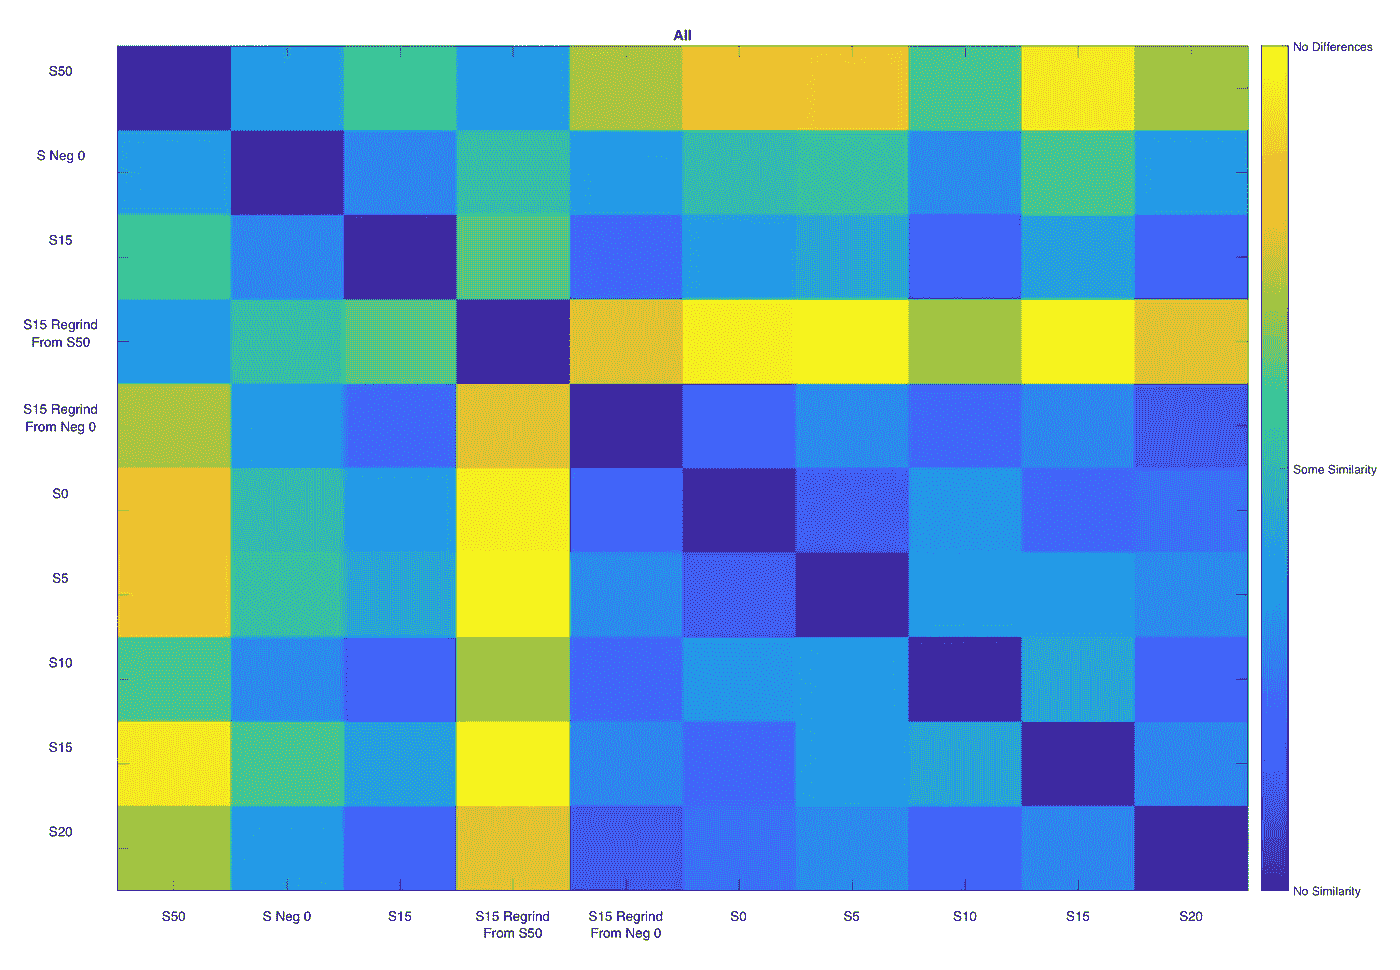 All
No Differences
S50
S Neg 0
S15
S15 Regrind
From S50
S15 Regrind
From Neg 0
S0
Some Similarity
S5
S10
S15
S20
No Similarity
S50
S Neg 0
S15
S15 Regrind
From S50
S15 Regrind
From Neg 0
S0
S5
S10
S15
S20